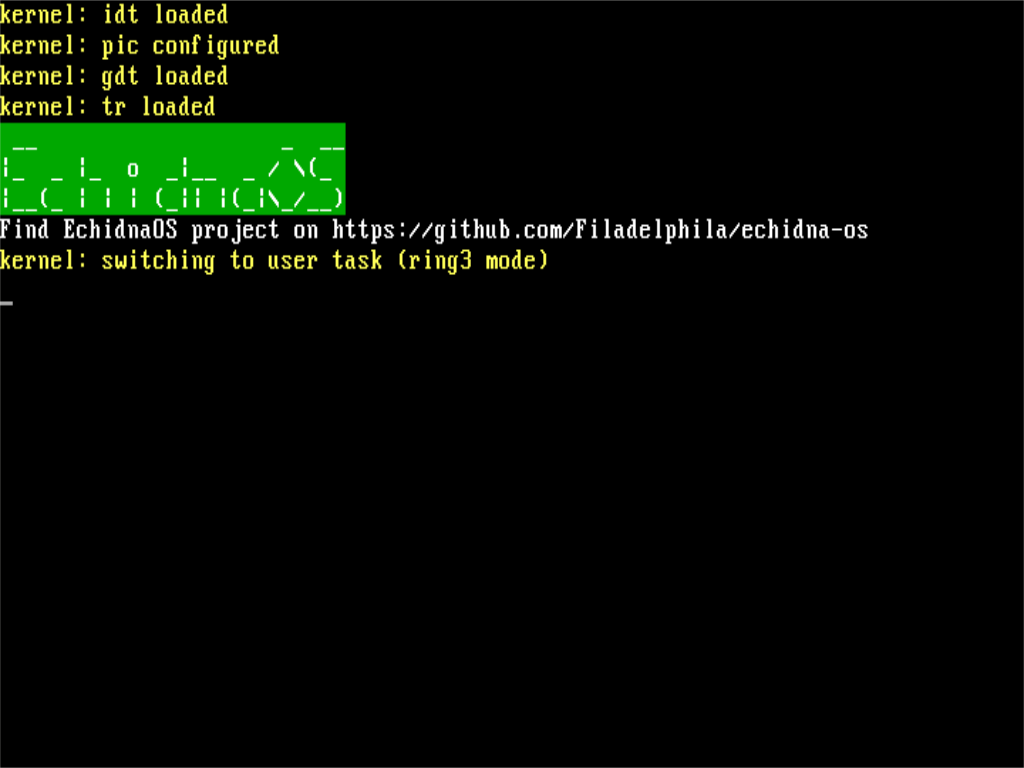 kernel: idt loaded
kernel: pic configured
kernel: gdt loaded
kernel: tr loaded
 __                   _  __
|_  _ |_  o  _|__  _ / \(_
|__(_ | | | (_|| |(_|\_/__)
Find EchidnaOS project on https://github.com/Filadelphila/echidna-os
kernel: switching to user task (ring3 mode)
_